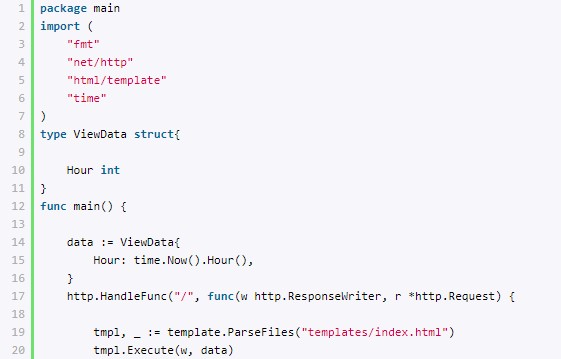 1 package main
2 import (
3     "fmt"
4     "net/http"
5     "html/template"
6     "time"
7 )
8 type ViewData struct{
9
10     Hour int
11 }
12 func main() {
13
14     data := ViewData{
15         Hour: time.Now().Hour(),
16     }
17     http.HandleFunc("/", func(w http.ResponseWriter, r *http.Request) {
18
19         tmpl, _ := template.ParseFiles("templates/index.html")
20         tmpl.Execute(w, data)